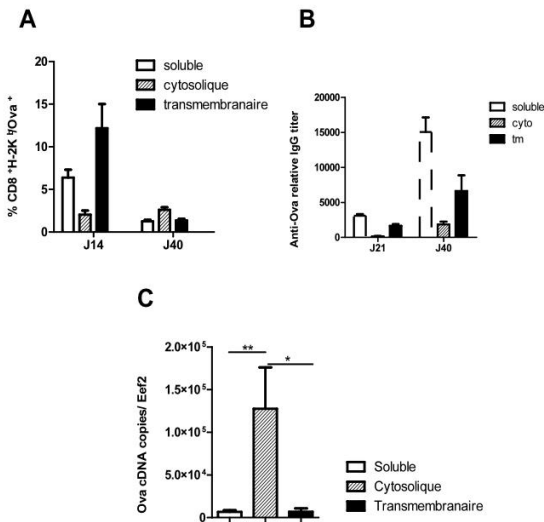 A
soluble
cytosolique
transmembranaire
% CD8 +H-2K b/Ova +
20
15
10
5
0
J14
J40
B
soluble
cyto
tm
Anti-Ova relative IgG titer
20000
15000
10000
5000
0
J21
J40
C
Ova cDNA copies/ Eef2
2.0×10⁵
1.5×10⁵
1.0×10⁵
5.0×10⁴
0
**
*
Soluble
Cytosolique
Transmembranaire